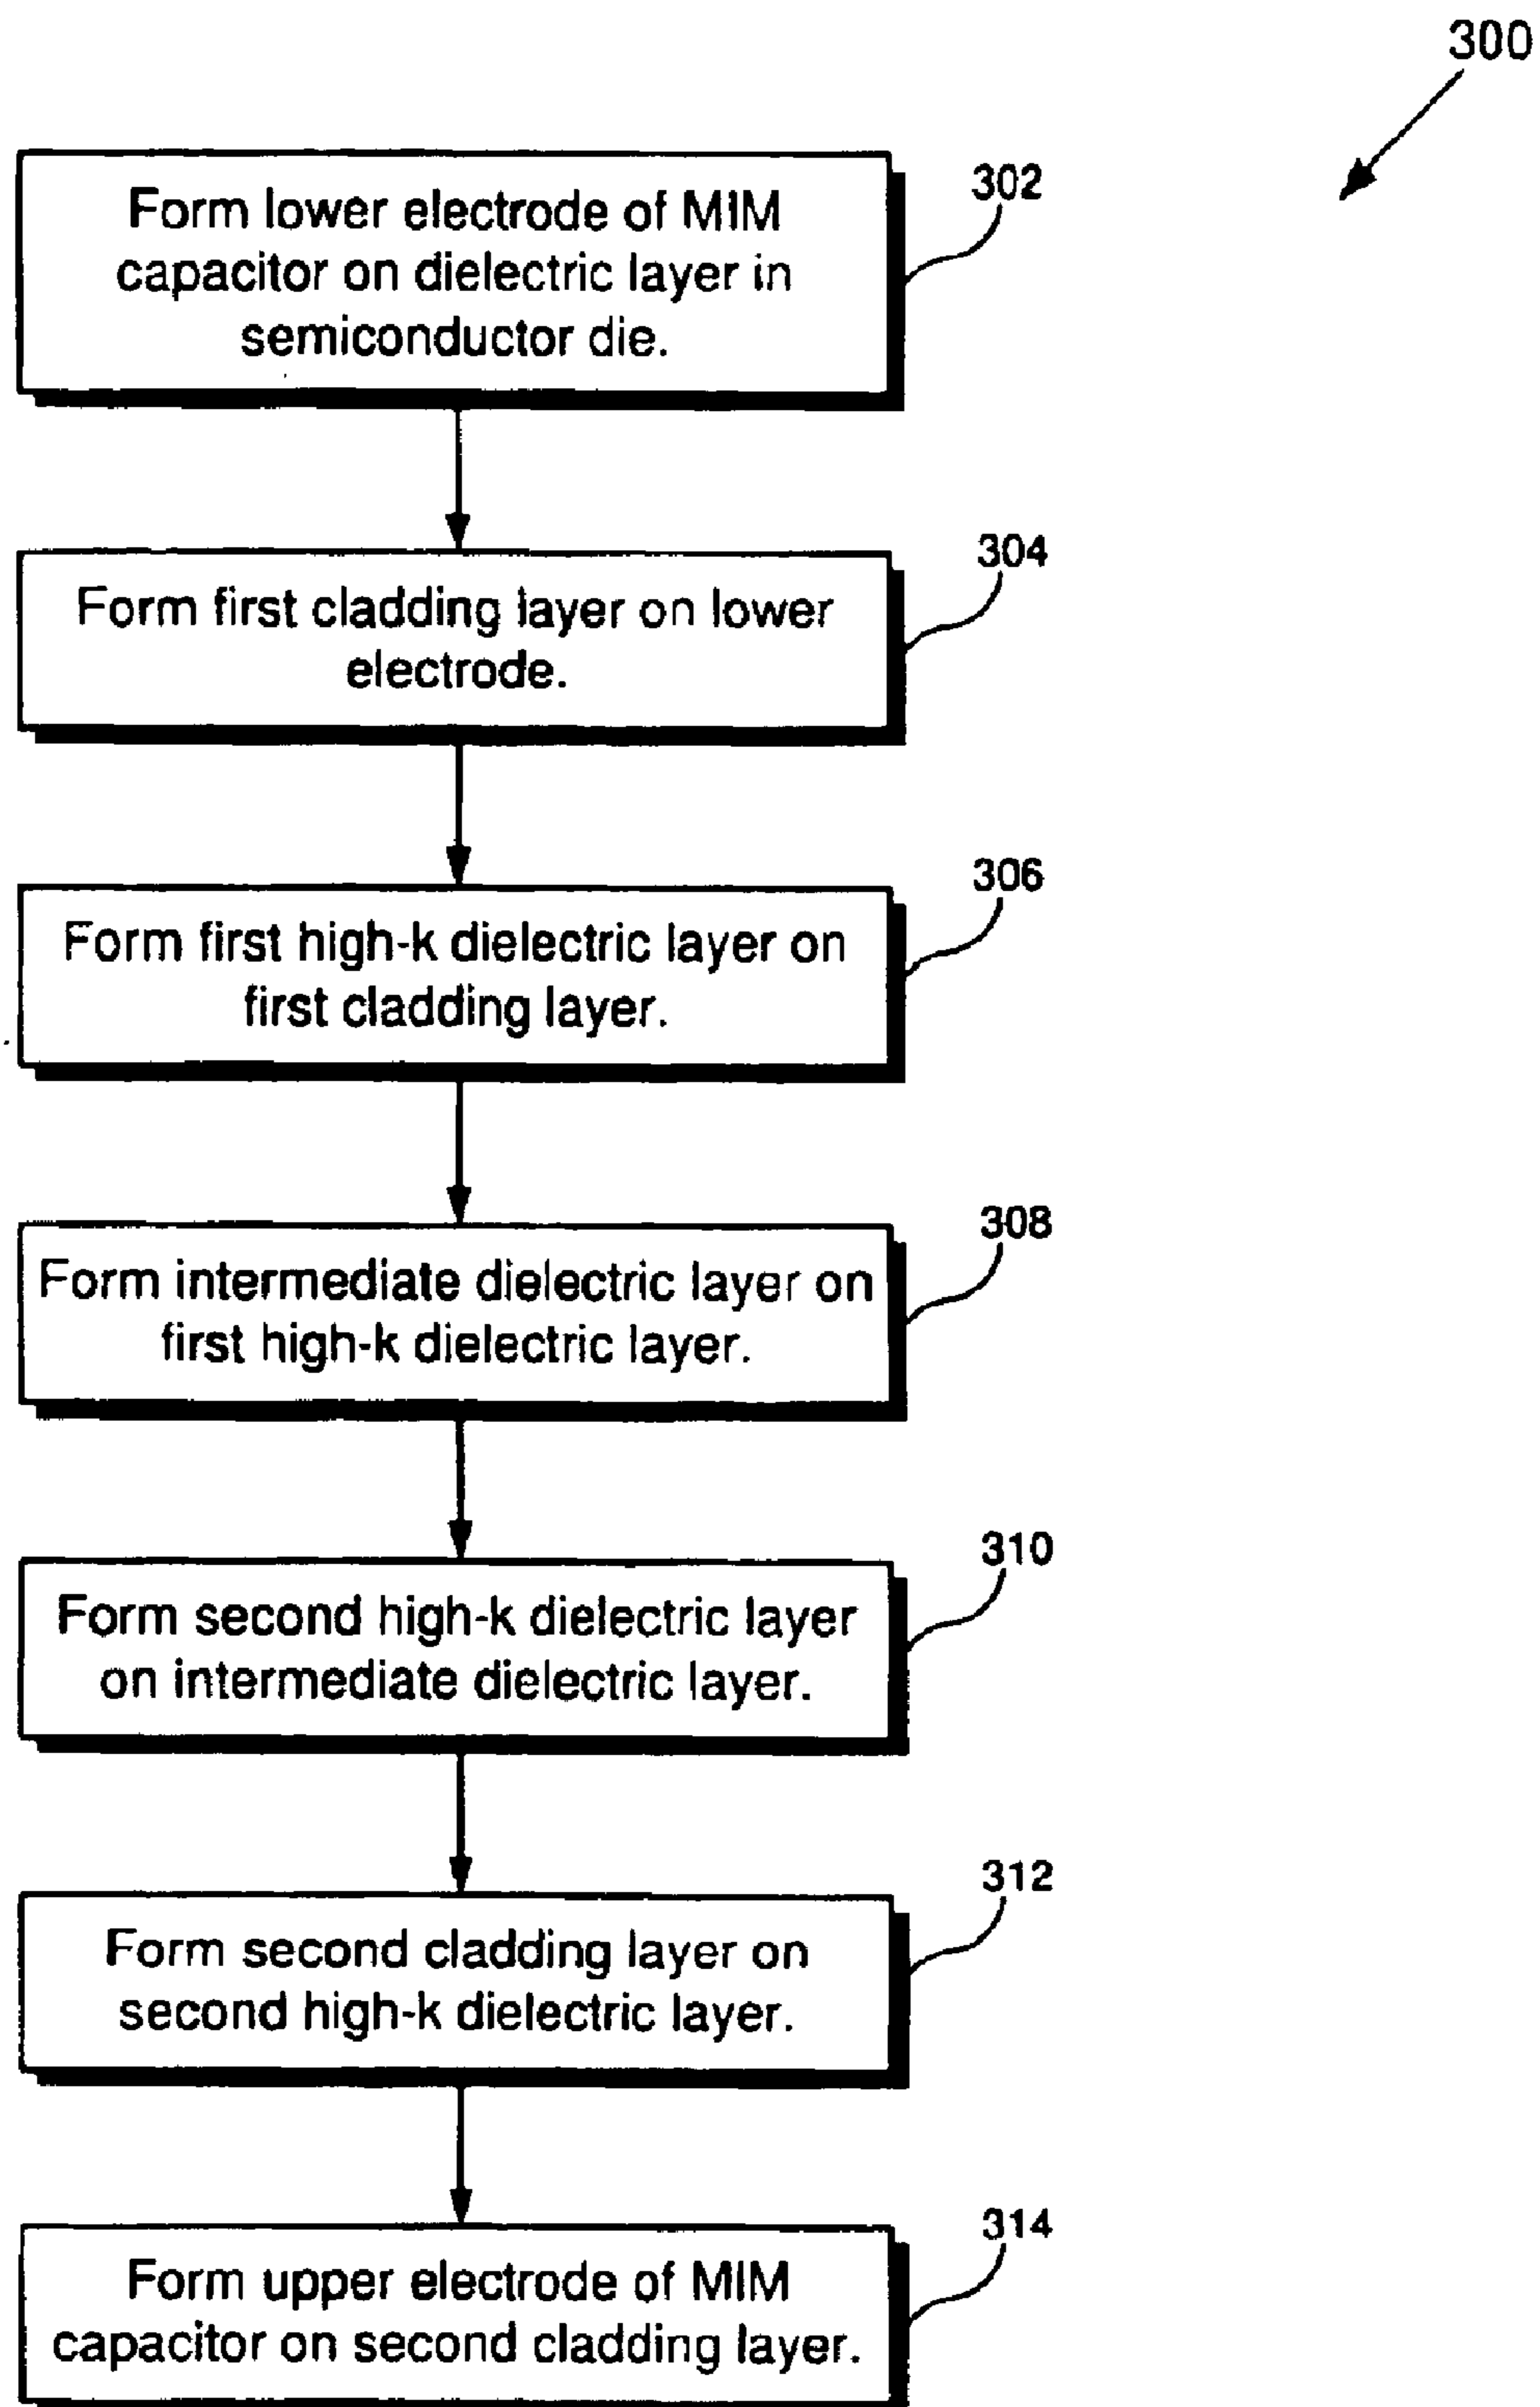 300
Form lower electrode of MIM
capacitor on dielectric layer in
semiconductor die.
302
Form first cladding layer on lower
electrode.
304
Form first high-k dielectric layer on
first cladding layer.
306
Form intermediate dielectric layer on
first high-k dielectric layer.
308
Form second high-k dielectric layer
on intermediate dielectric layer.
310
Form second cladding layer on
second high-k dielectric layer.
312
Form upper electrode of MIM
capacitor on second cladding layer.
314